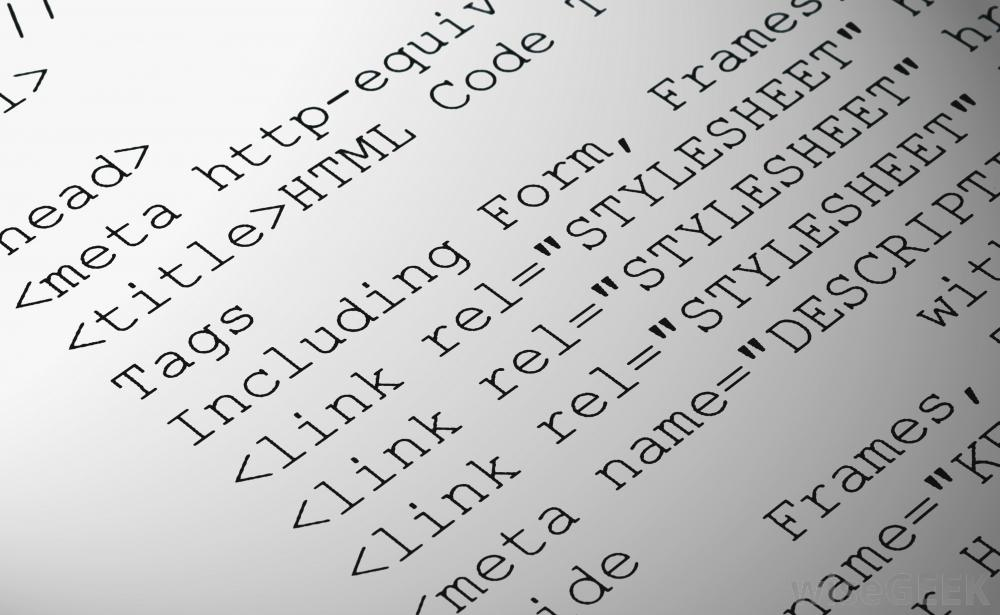 //
l>
head>
<meta http-equiv
<title>HTML Code T
Tags
Including Form, Frames,
<link rel="STYLESHEET" h
<link rel="STYLESHEET" hr
<link rel="STYLESHEET"
<meta name="DESCRIPTI
ide wit
Frames,
name="KE
r H
wiseGEEK